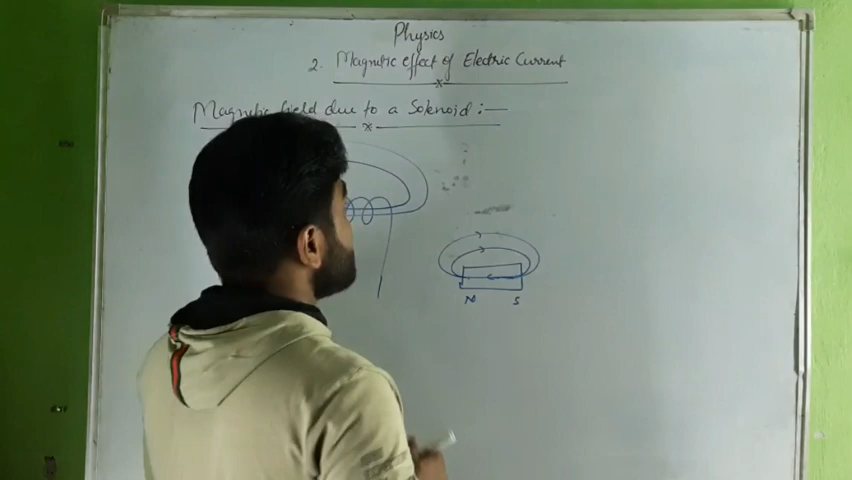 Physics
2. Magnetic effect of Electric Current
Magnetic field due to a Solenoid :—
N S